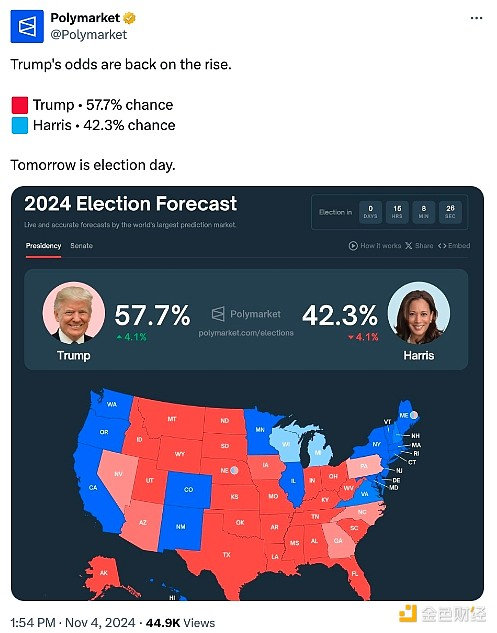 Polymarket
@Polymarket
Trump's odds are back on the rise.
Trump • 57.7% chance
Harris • 42.3% chance
Tomorrow is election day.
2024 Election Forecast
Live and accurate forecasts by the world's largest prediction market.
Election in
0 DAYS
15 HRS
8 MIN
26 SEC
Presidency Senate
How it works Share Embed
57.7%
4.1%
Polymarket
polymarket.com/elections
42.3%
4.1%
Trump
Harris
WA
OR
CA
NV
ID
MT
WY
UT
AZ
CO
NM
ND
SD
NE
KS
OK
TX
MN
IA
MO
AR
LA
WI
IL
MI
IN
OH
KY
TN
MS
AL
GA
FL
SC
NC
VA
WV
PA
NY
VT
ME
NH
MA
RI
CT
NJ
DE
MD
AK
HI
1:54 PM · Nov 4, 2024 · 44.9K Views
金色财经